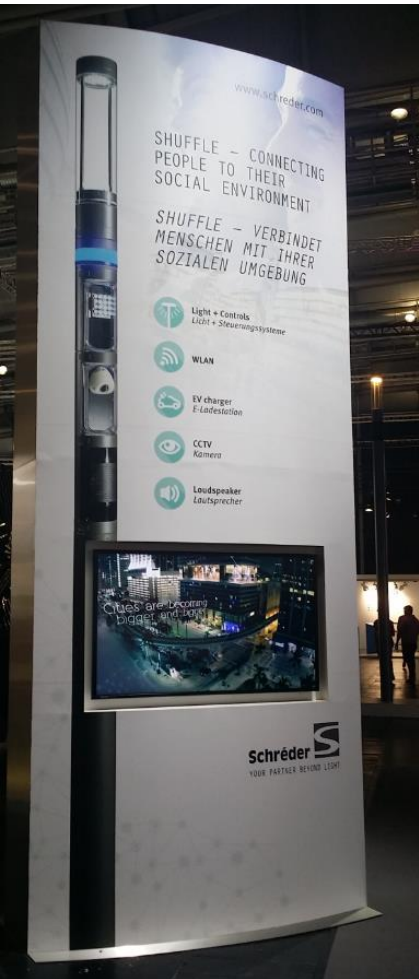 www.schreder.com
SHUFFLE – CONNECTING
PEOPLE TO THEIR
SOCIAL ENVIRONMENT
SHUFFLE – VERBINDET
MENSCHEN MIT IHRER
SOZIALEN UMGEBUNG
Light + Controls
Licht + Steuerungssysteme
WLAN
EV charger
E-Ladestation
CCTV
Kamera
Loudspeaker
Lautsprecher
Cities are becoming
bigger and bigger
Schréder
YOUR PARTNER BEYOND LIGHT